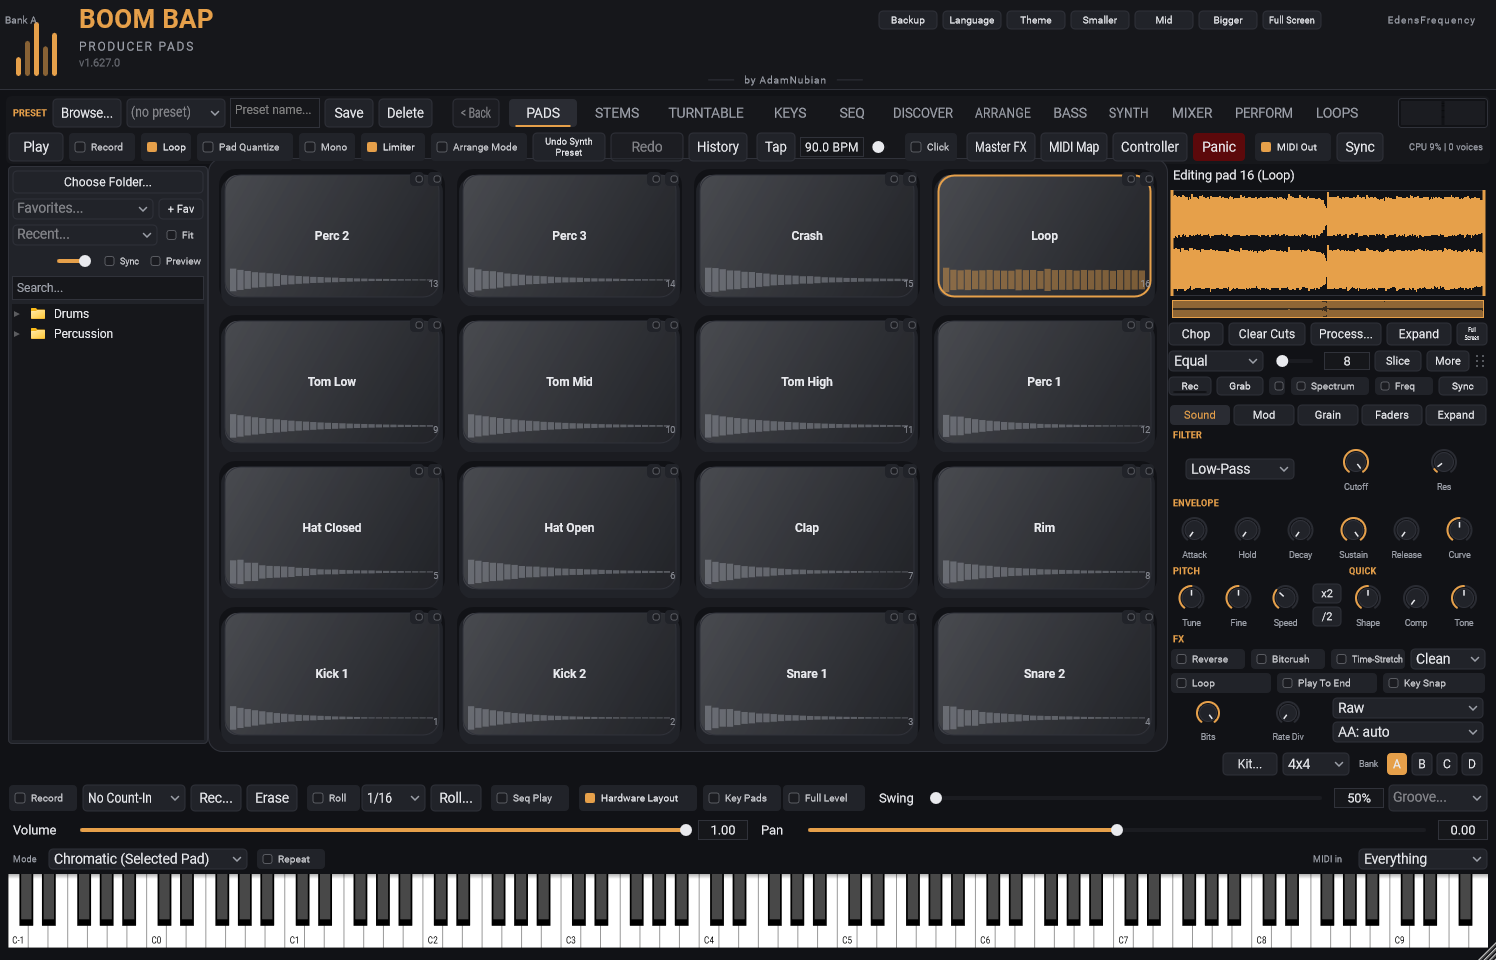 Bank A
BOOM BAP
PRODUCER PADS
v1.627.0
Backup Language Theme Smaller Mid Bigger Full Screen EdensFrequency
by AdamNubian
PRESET Browse... (no preset) Preset name... Save Delete < Back PADS STEMS TURNTABLE KEYS SEQ DISCOVER ARRANGE BASS SYNTH MIXER PERFORM LOOPS
Play Record Loop Pad Quantize Mono Limiter Arrange Mode Undo Synth Preset Redo History Tap 90.0 BPM Click Master FX MIDI Map Controller Panic MIDI Out Sync CPU 9% | 0 voices
Choose Folder...
Favorites... + Fav
Recent... Fit
Sync Preview
Search...
Drums
Percussion
Perc 2 Perc 3 Crash Loop
13 14 15 16
Tom Low Tom Mid Tom High Perc 1
9 10 11 12
Hat Closed Hat Open Clap Rim
5 6 7 8
Kick 1 Kick 2 Snare 1 Snare 2
1 2 3 4
Editing pad 16 (Loop)
Chop Clear Cuts Process... Expand Full Screen
Equal 8 Slice More
Rec Grab Spectrum Freq Sync
Sound Mod Grain Faders Expand
FILTER
Low-Pass Cutoff Res
ENVELOPE
Attack Hold Decay Sustain Release Curve
PITCH QUICK
x2
/2
Tune Fine Speed Shape Comp Tone
FX
Reverse Bitcrush Time-Stretch Clean
Loop Play To End Key Snap
Raw
AA: auto
Bits Rate Div
Kit... 4x4 Bank A B C D
Record No Count-In Rec... Erase Roll 1/16 Roll... Seq Play Hardware Layout Key Pads Full Level Swing 50% Groove...
Volume 1.00 Pan 0.00
Mode Chromatic (Selected Pad) Repeat MIDI in Everything
C-1 C0 C1 C2 C3 C4 C5 C6 C7 C8 C9